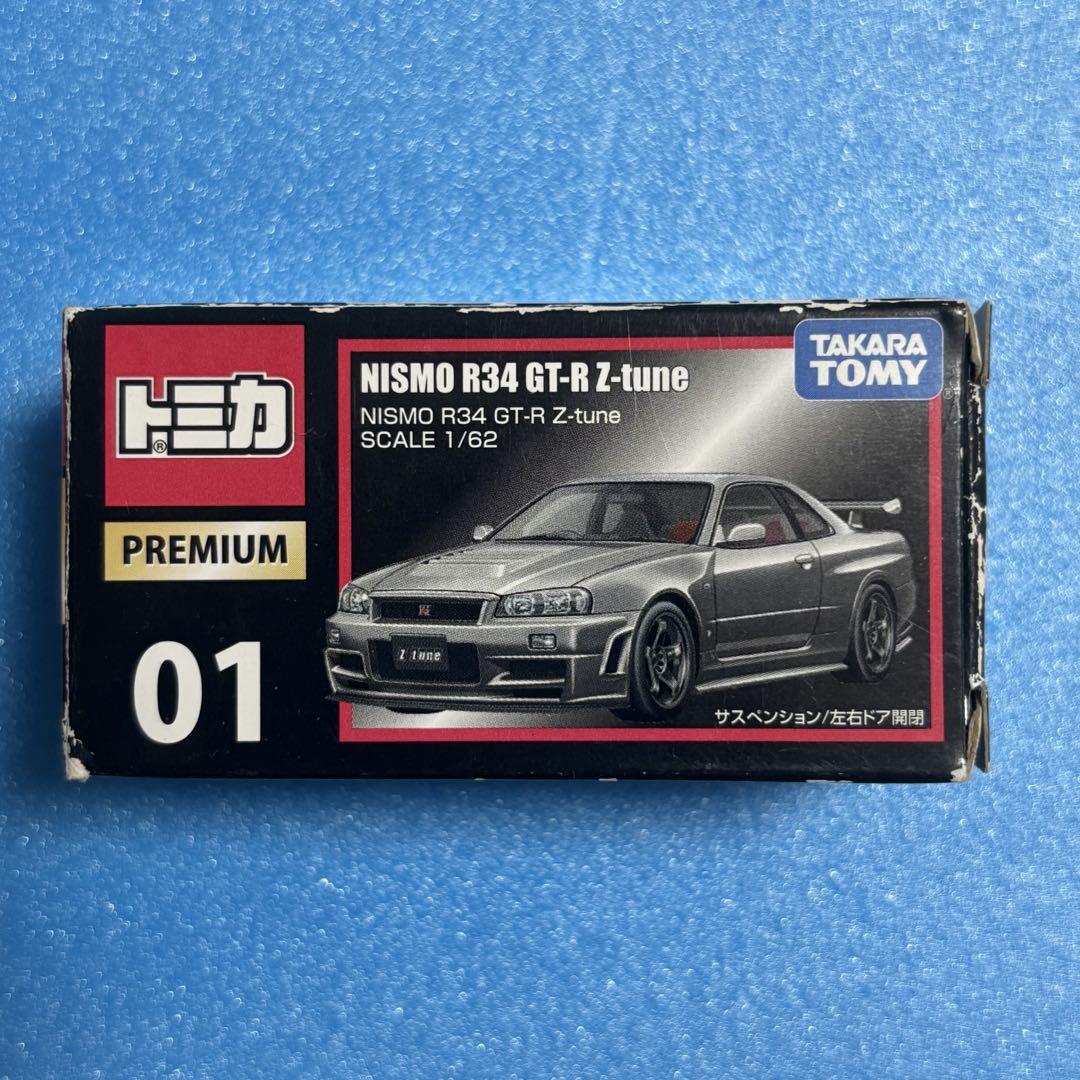 トミカ®
PREMIUM
01
NISMO R34 GT-R Z-tune
NISMO R34 GT-R Z-tune
SCALE 1/62
TAKARA
TOMY®
GT-R
Z tune
サスペンション/左右ドア開閉